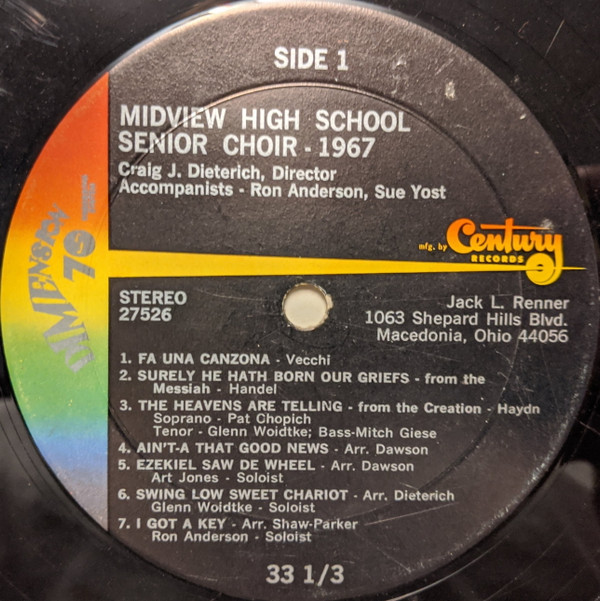 SIDE 1
MIDVIEW HIGH SCHOOL
SENIOR CHOIR - 1967
Craig J. Dieterich, Director
Accompanists - Ron Anderson, Sue Yost
DIMENSION
70
mfg. by Century
RECORDS
STEREO
27526
Jack L. Renner
1063 Shepard Hills Blvd.
Macedonia, Ohio 44056
1. FA UNA CANZONA - Vecchi
2. SURELY HE HATH BORN OUR GRIEFS - from the
Messiah - Handel
3. THE HEAVENS ARE TELLING - from the Creation - Haydn
Soprano - Pat Chopich
Tenor - Glenn Woidtke; Bass-Mitch Giese
4. AIN'T-A THAT GOOD NEWS - Arr. Dawson
5. EZEKIEL SAW DE WHEEL - Arr. Dawson
Art Jones - Soloist
6. SWING LOW SWEET CHARIOT - Arr. Dieterich
Glenn Woidtke - Soloist
7. I GOT A KEY - Arr. Shaw-Parker
Ron Anderson - Soloist
33 1/3